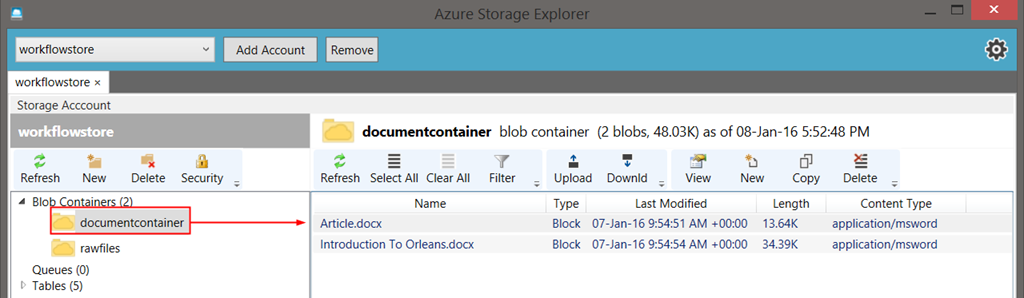 Azure Storage Explorer
workflowstore Add Account Remove
workflowstore ×
Storage Acccount
workflowstore
documentcontainer blob container (2 blobs, 48.03K) as of 08-Jan-16 5:52:48 PM
Refresh New Delete Security
Refresh Select All Clear All Filter Upload Downld View New Copy Delete
Blob Containers (2)
documentcontainer
rawfiles
Queues (0)
Tables (5)
Name Type Last Modified Length Content Type
Article.docx Block 07-Jan-16 9:54:51 AM +00:00 13.64K application/msword
Introduction To Orleans.docx Block 07-Jan-16 9:54:54 AM +00:00 34.39K application/msword